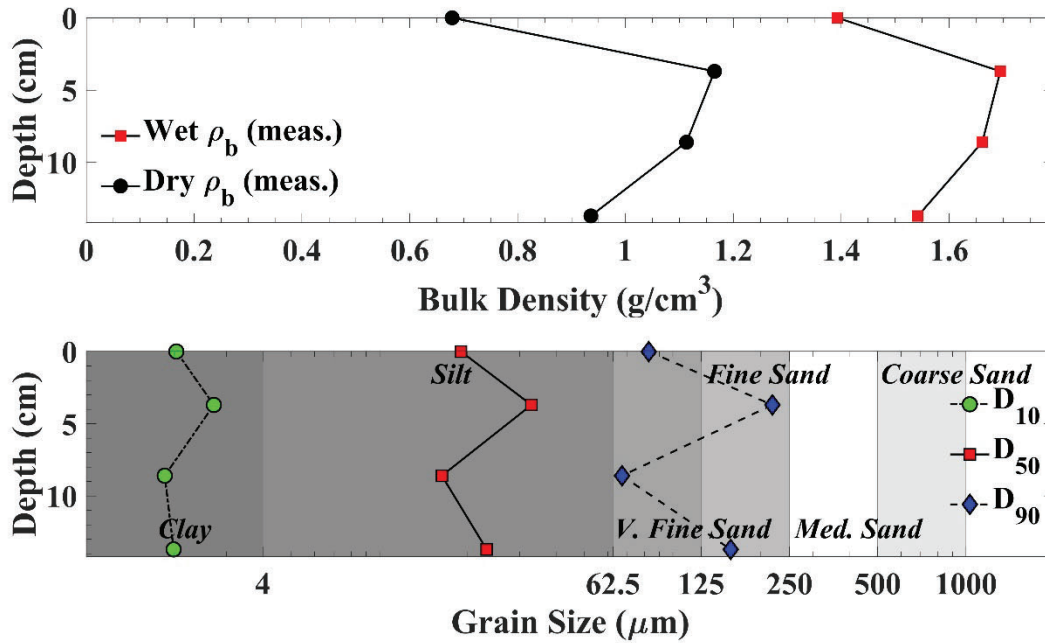 0
5
10
Depth (cm)
Wet ρb (meas.)
Dry ρb (meas.)
0 0.2 0.4 0.6 0.8 1 1.2 1.4 1.6
Bulk Density (g/cm³)
0
5
10
Depth (cm)
Silt Fine Sand Coarse Sand
D10
D50
D90
Clay V. Fine Sand Med. Sand
4 62.5 125 250 500 1000
Grain Size (μm)